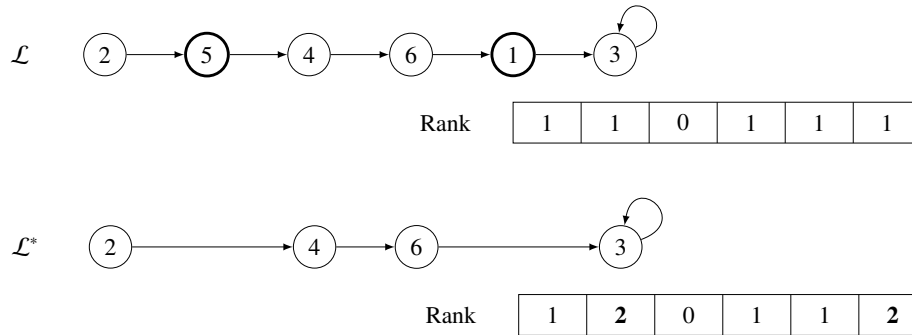 ℒ 2 5 4 6 1 3
Rank 1 1 0 1 1 1
ℒ* 2 4 6 3
Rank 1 2 0 1 1 2